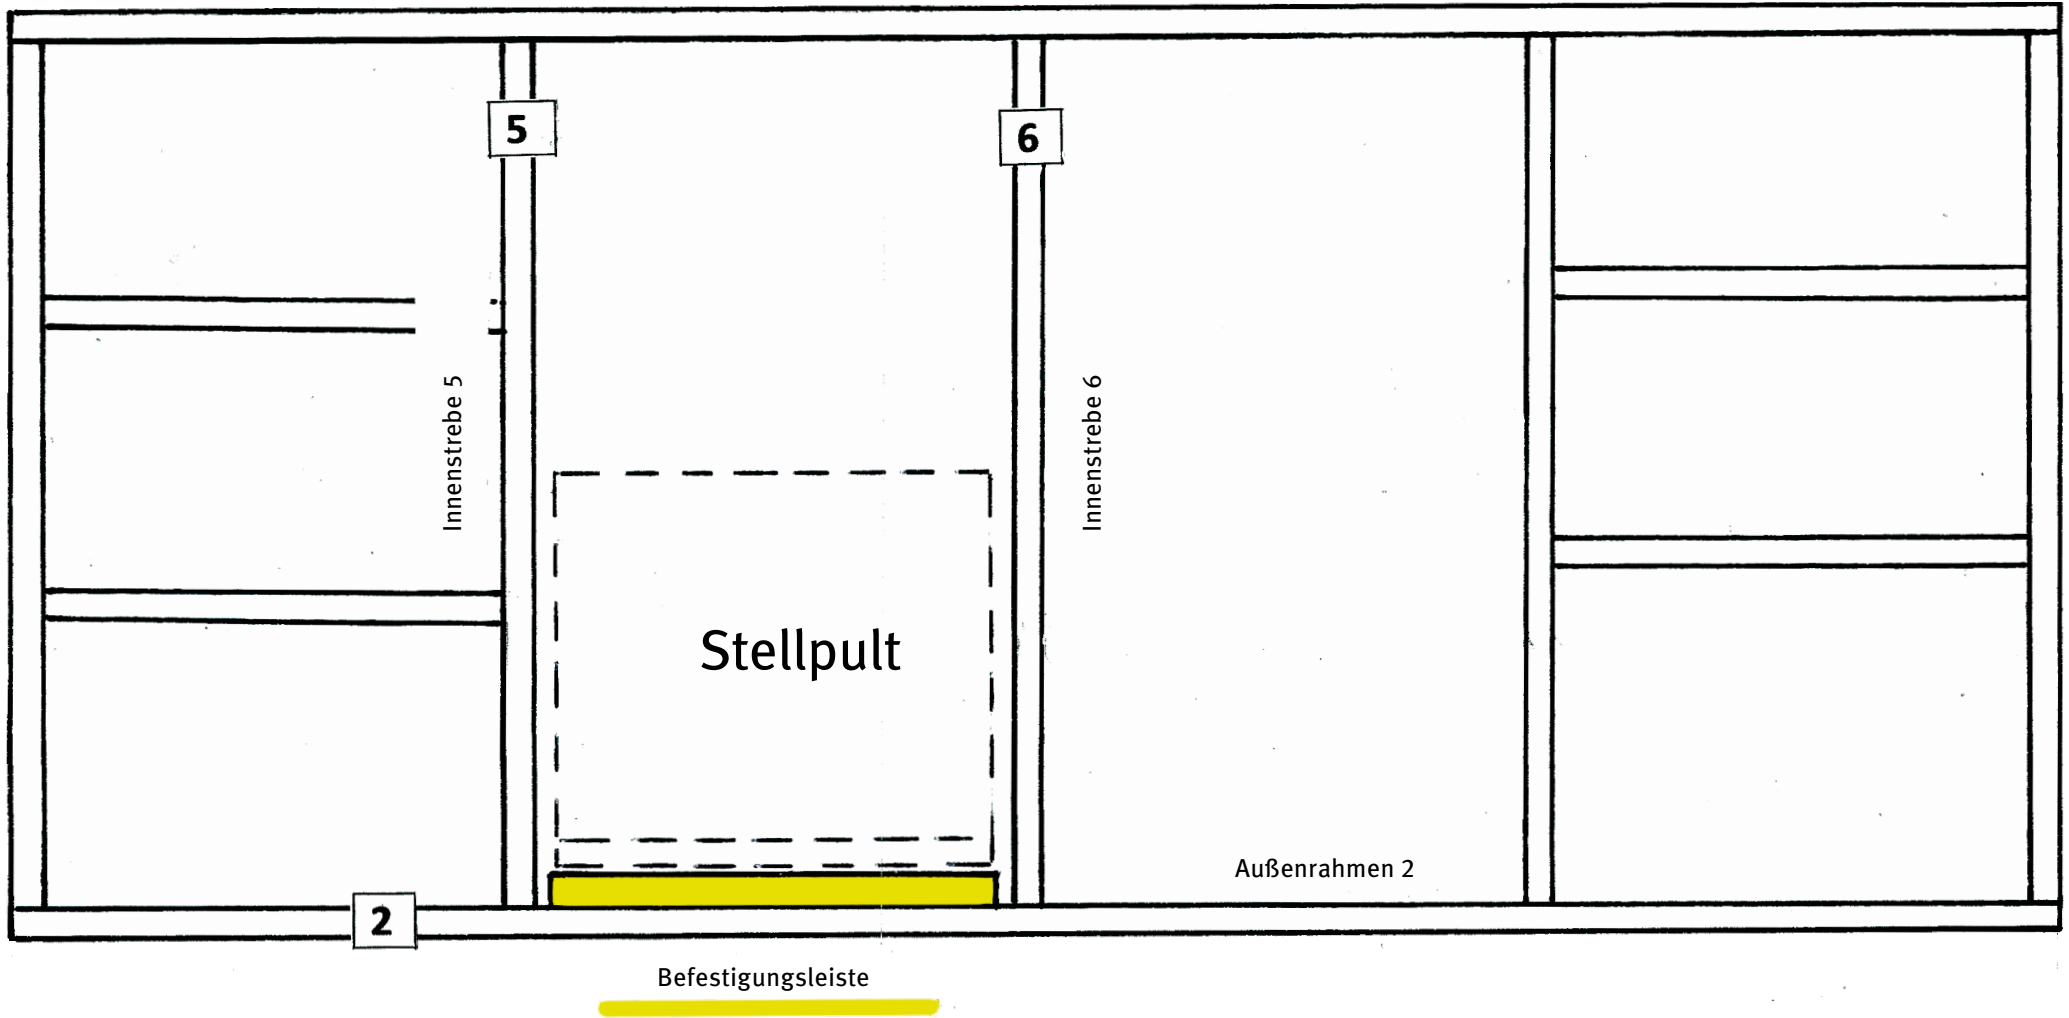 5
6
Innenstrebe 5
Innenstrebe 6
Stellpult
Außenrahmen 2
2
Befestigungsleiste